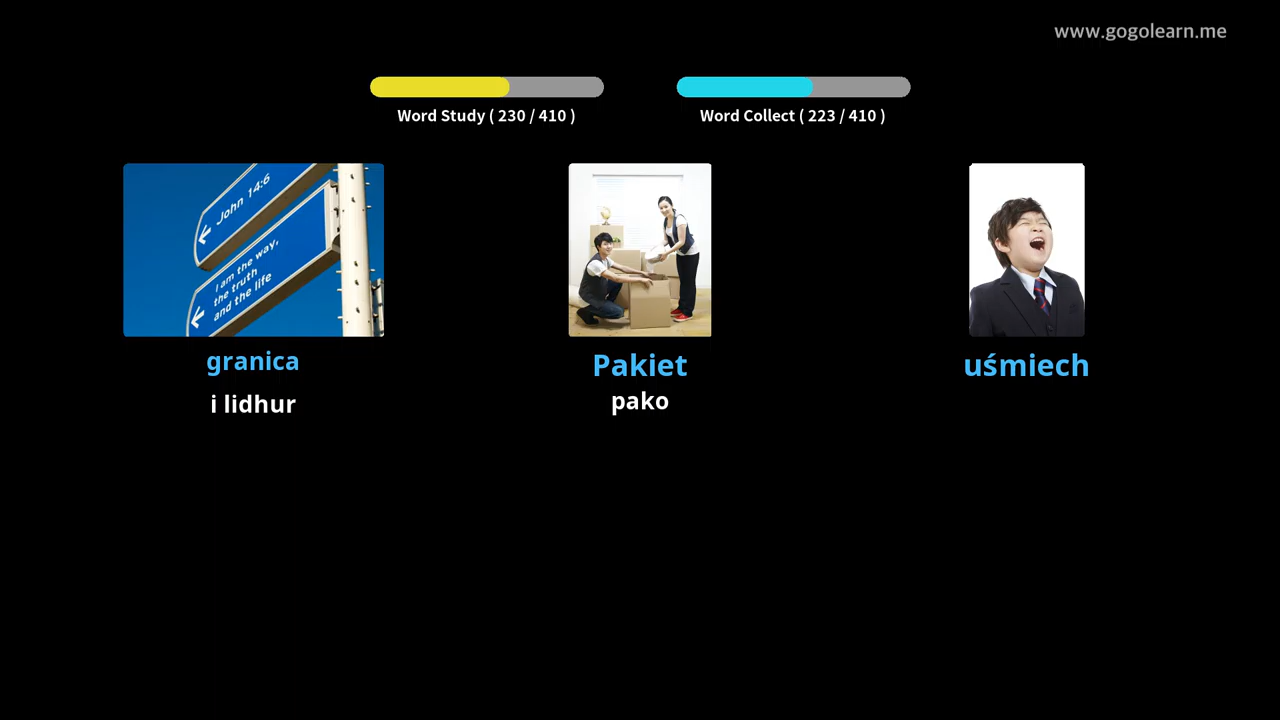 www.gogolearn.me
Word Study ( 230 / 410 )
Word Collect ( 223 / 410 )
John 14:6
I am the way,
the truth
and the life
granica
i lidhur
Pakiet
pako
uśmiech